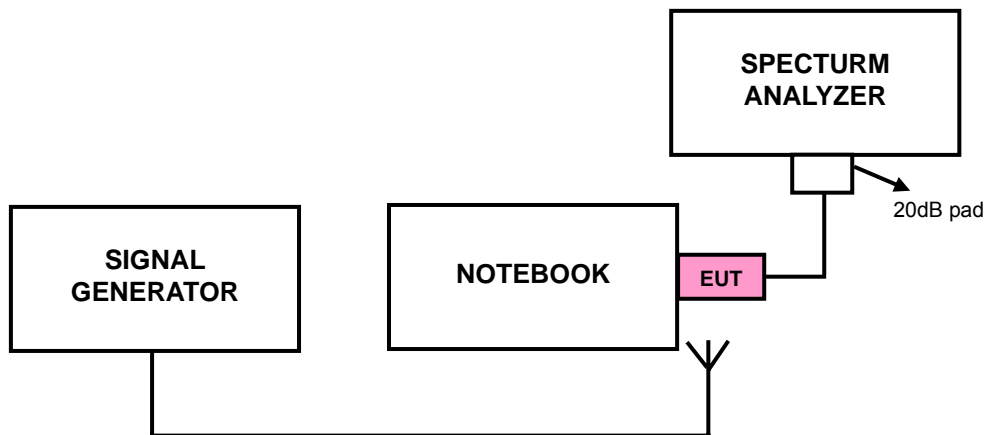 SPECTURM
ANALYZER
20dB pad
SIGNAL
GENERATOR
NOTEBOOK
EUT